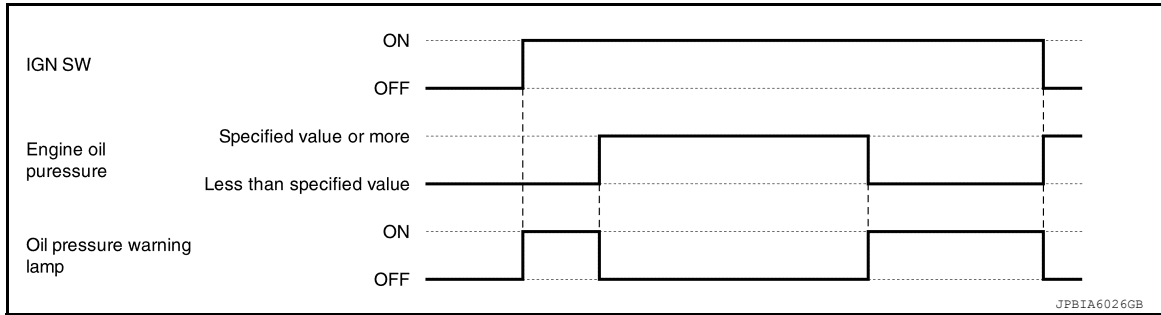 IGN SW
ON
OFF
Engine oil
puressure
Specified value or more
Less than specified value
Oil pressure warning
lamp
ON
OFF
JPBIA6026GB